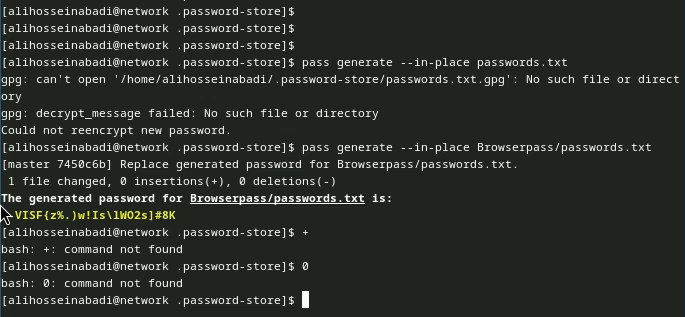 [alihosseinabadi@network .password-store]$
[alihosseinabadi@network .password-store]$
[alihosseinabadi@network .password-store]$
[alihosseinabadi@network .password-store]$ pass generate --in-place passwords.txt
gpg: can't open '/home/alihosseinabadi/.password-store/passwords.txt.gpg': No such file or direct
ory
gpg: decrypt_message failed: No such file or directory
Could not reencrypt new password.
[alihosseinabadi@network .password-store]$ pass generate --in-place Browserpass/passwords.txt
[master 7450c6b] Replace generated password for Browserpass/passwords.txt.
 1 file changed, 0 insertions(+), 0 deletions(-)
The generated password for Browserpass/passwords.txt is:
VISF{z%.)w!Is\lWO2s]#8K
[alihosseinabadi@network .password-store]$ +
bash: +: command not found
[alihosseinabadi@network .password-store]$ 0
bash: 0: command not found
[alihosseinabadi@network .password-store]$